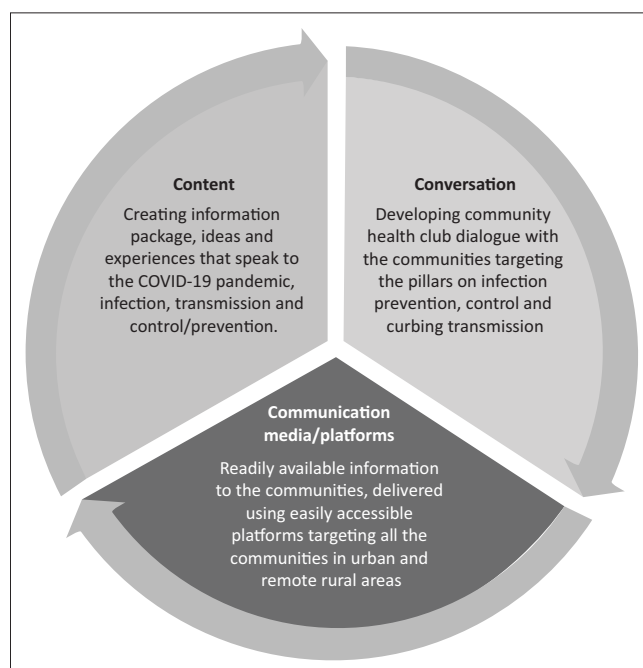 Content
Creating information
package, ideas and
experiences that speak to
the COVID-19 pandemic,
infection, transmission and
control/prevention.
Conversation
Developing community
health club dialogue with
the communities targeting
the pillars on infection
prevention, control and
curbing transmission
Communication
media/platforms
Readily available information
to the communities, delivered
using easily accessible
platforms targeting all the
communities in urban and
remote rural areas